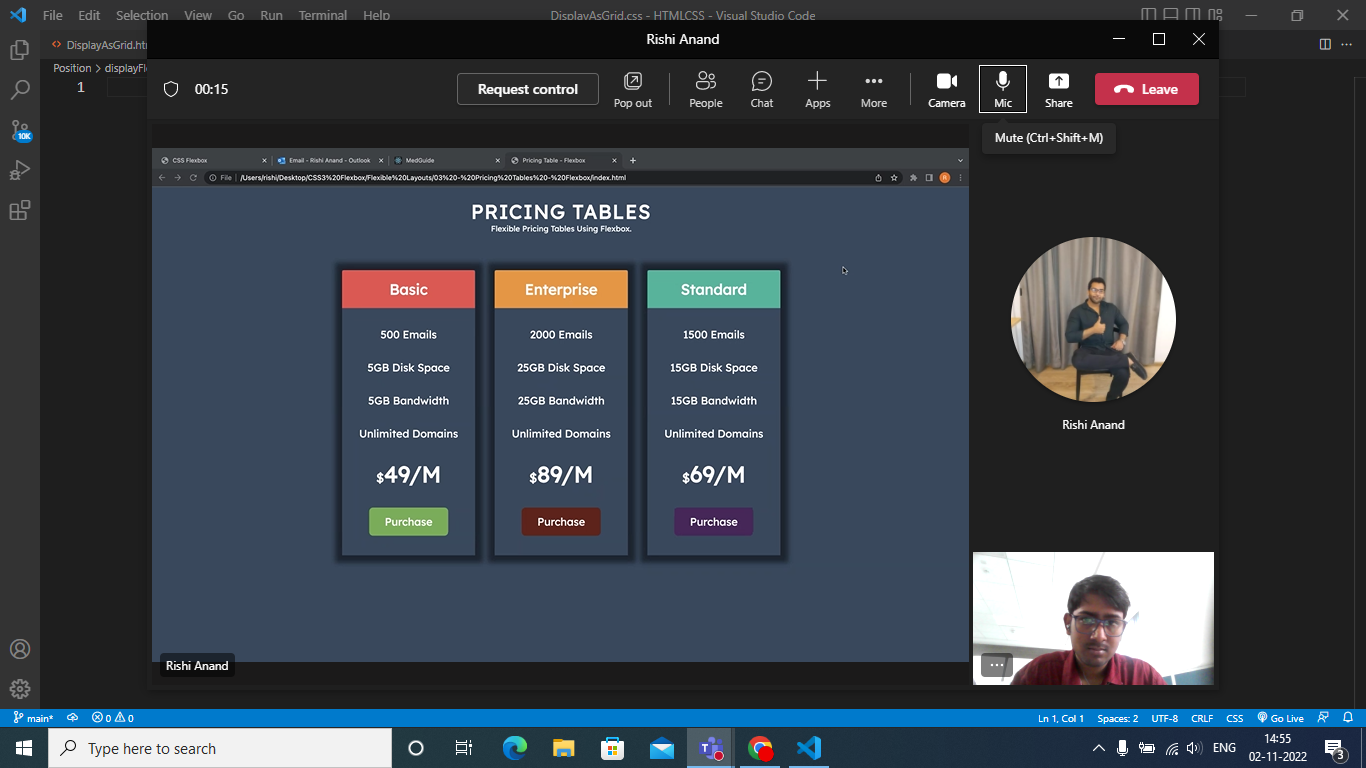 File Edit Selection View Go Run Terminal Help
DisplayAsGrid.css - HTMLCSS - Visual Studio Code
DisplayAsGrid.ht
Rishi Anand
Position > displayFl
1
00:15
Request control
Pop out
People
Chat
Apps
More
Camera
Mic
Share
Leave
Mute (Ctrl+Shift+M)
10K
CSS Flexbox
Email - Rishi Anand - Outlook
MedGuide
Pricing Table - Flexbox
File /Users/rishi/Desktop/CSS3%20Flexbox/Flexible%20Layouts/03%20-%20Pricing%20Tables%20-%20Flexbox/index.html
R
PRICING TABLES
Flexible Pricing Tables Using Flexbox.
Basic
500 Emails
5GB Disk Space
5GB Bandwidth
Unlimited Domains
$49/M
Purchase
Enterprise
2000 Emails
25GB Disk Space
25GB Bandwidth
Unlimited Domains
$89/M
Purchase
Standard
1500 Emails
15GB Disk Space
15GB Bandwidth
Unlimited Domains
$69/M
Purchase
Rishi Anand
Rishi Anand
main*
0 0
Ln 1, Col 1
Spaces: 2
UTF-8
CRLF
CSS
Go Live
Type here to search
ENG
14:55
02-11-2022
3